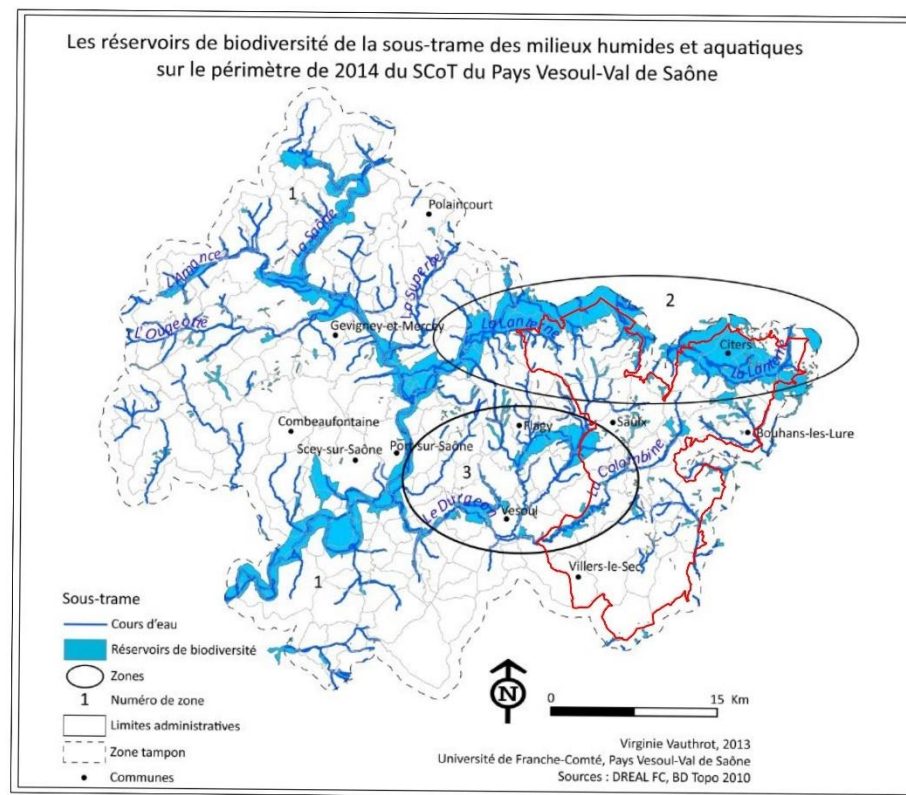 Les réservoirs de biodiversité de la sous-trame des milieux humides et aquatiques
sur le périmètre de 2014 du SCoT du Pays Vesoul-Val de Saône
1
Polaincourt
La Saône
L'Amance
La Superbe
2
L'Ougeotte
Gevigney-et-Mercey
La Lanterne
Citers
La Lanterne
Combeaufontaine
Flagy
Saulx
Bouhans-les-Lure
Scey-sur-Saône
Port-sur-Saône
3
La Colombine
Le Durgeon
Vesoul
1
Villers-le-Sec
Sous-trame
Cours d'eau
Réservoirs de biodiversité
Zones
1 Numéro de zone
Limites administratives
Zone tampon
Communes
N
0 15 Km
Virginie Vauthrot, 2013
Université de Franche-Comté, Pays Vesoul-Val de Saône
Sources : DREAL FC, BD Topo 2010